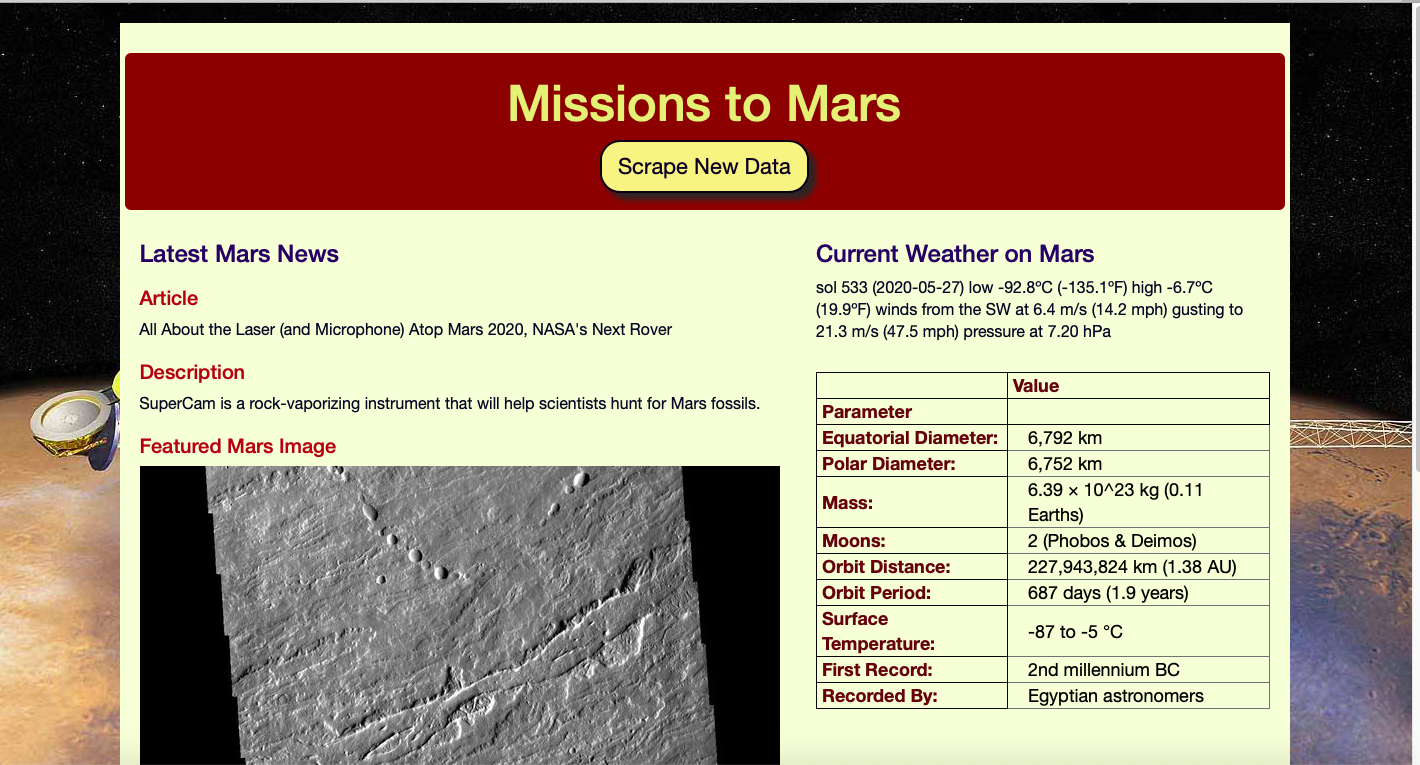 Missions to Mars
Scrape New Data
Latest Mars News
Article
All About the Laser (and Microphone) Atop Mars 2020, NASA's Next Rover
Description
SuperCam is a rock-vaporizing instrument that will help scientists hunt for Mars fossils.
Featured Mars Image
Current Weather on Mars
sol 533 (2020-05-27) low -92.8ºC (-135.1ºF) high -6.7ºC
(19.9ºF) winds from the SW at 6.4 m/s (14.2 mph) gusting to
21.3 m/s (47.5 mph) pressure at 7.20 hPa
Value
Parameter
Equatorial Diameter: 6,792 km
Polar Diameter: 6,752 km
Mass: 6.39 × 10^23 kg (0.11
Earths)
Moons: 2 (Phobos & Deimos)
Orbit Distance: 227,943,824 km (1.38 AU)
Orbit Period: 687 days (1.9 years)
Surface
Temperature: -87 to -5 °C
First Record: 2nd millennium BC
Recorded By: Egyptian astronomers